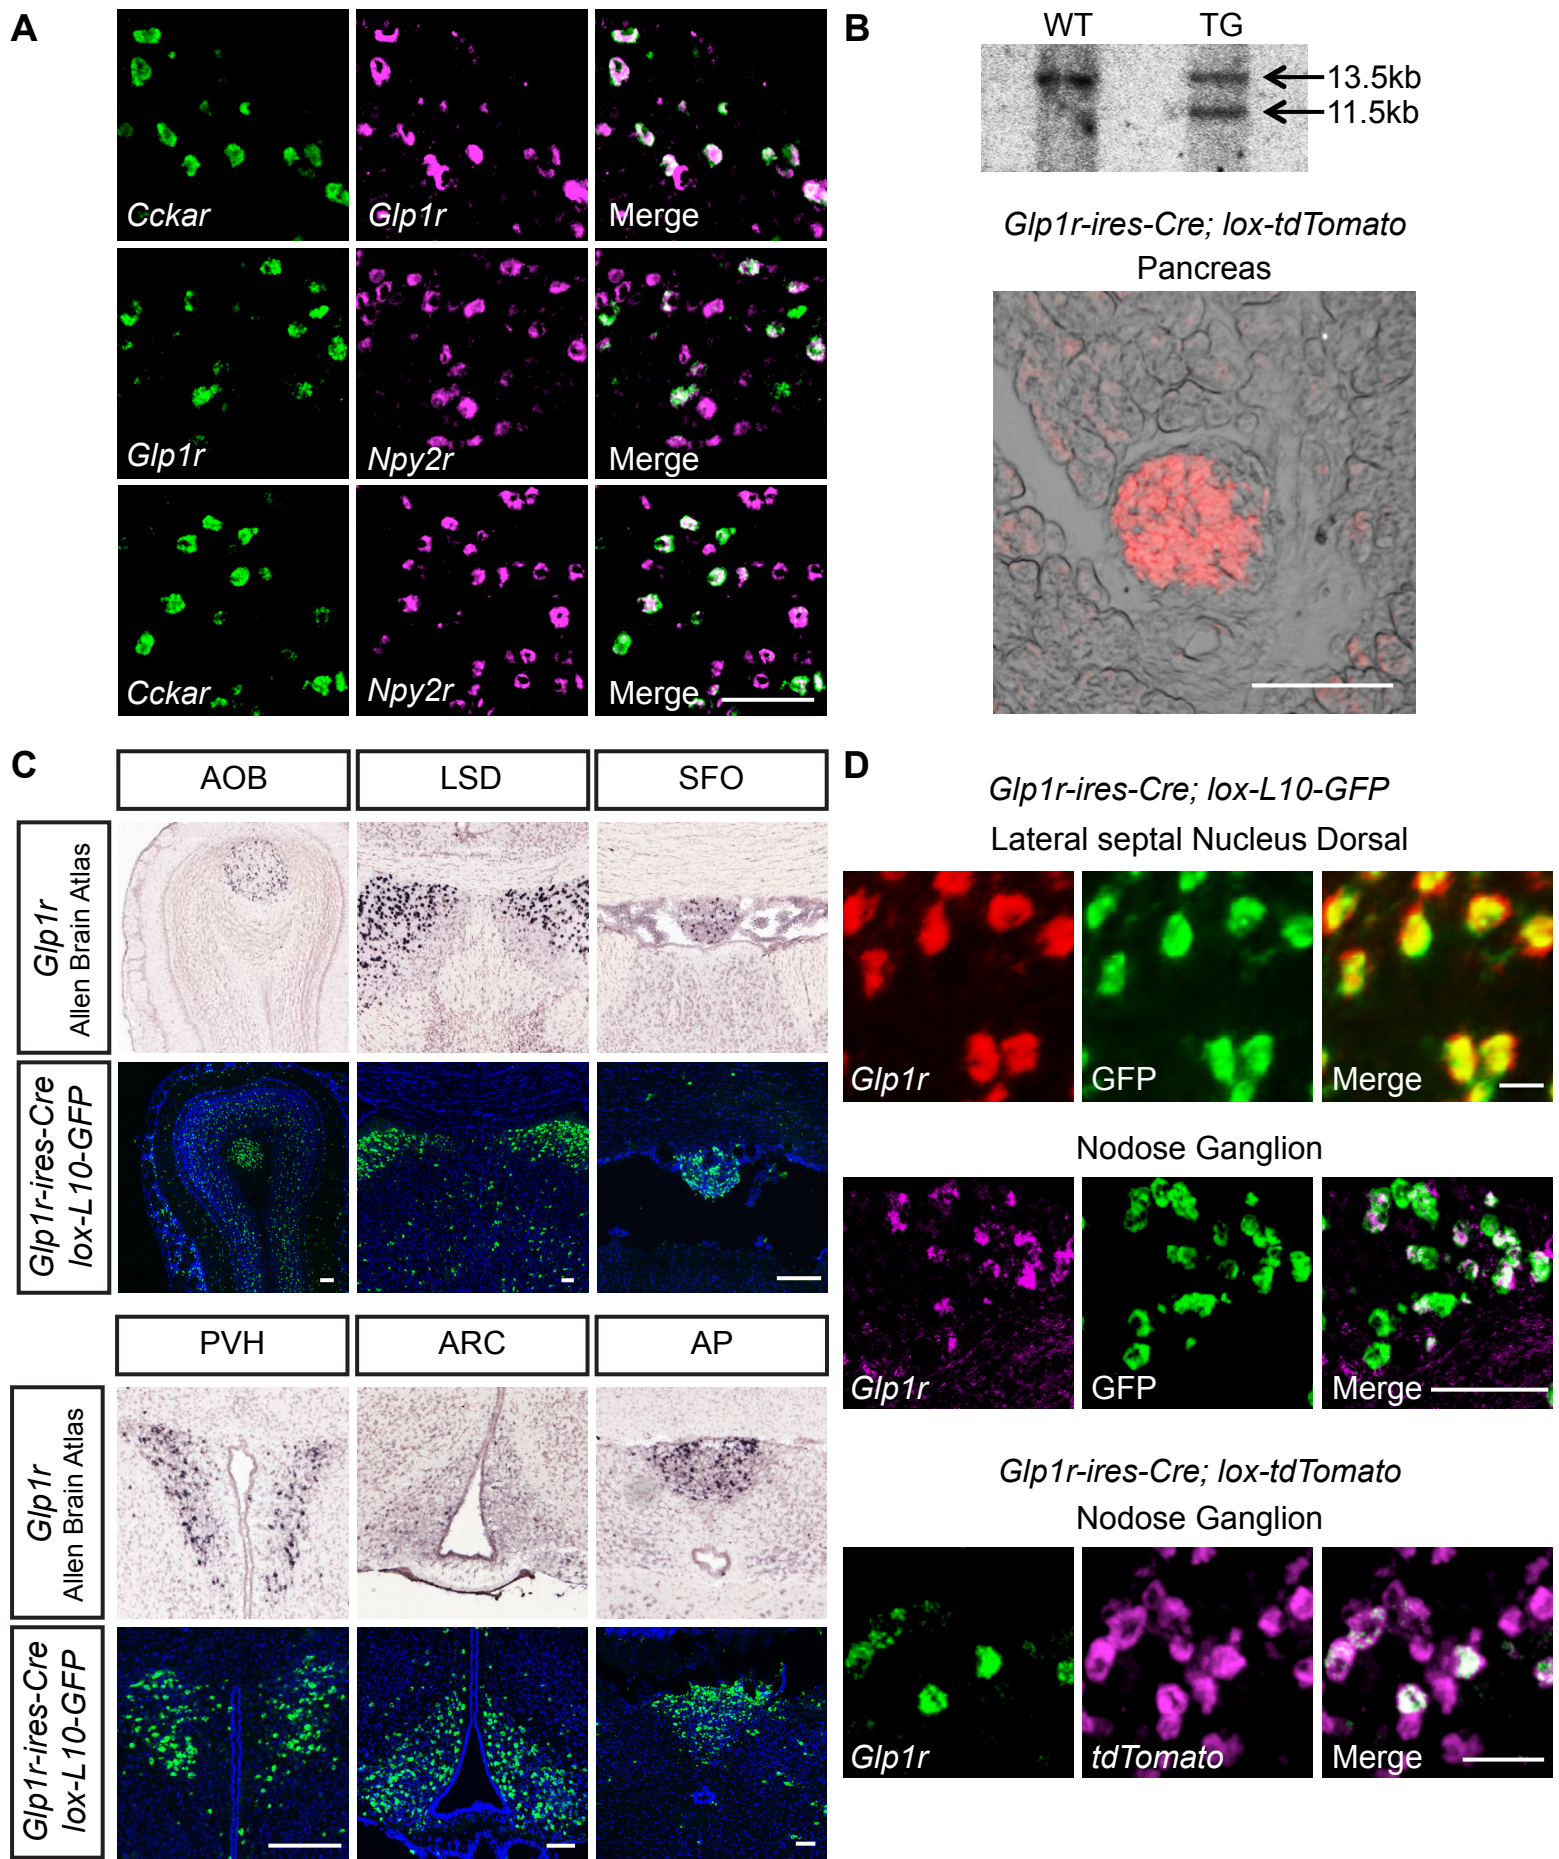 A
Cckar
Glp1r
Merge
Glp1r
Npy2r
Merge
Cckar
Npy2r
Merge
B
WT
TG
13.5kb
11.5kb
Glp1r-ires-Cre; lox-tdTomato
Pancreas
C
AOB
LSD
SFO
Glp1r
Allen Brain Atlas
Glp1r-ires-Cre
lox-L10-GFP
PVH
ARC
AP
Glp1r
Allen Brain Atlas
Glp1r-ires-Cre
lox-L10-GFP
D
Glp1r-ires-Cre; lox-L10-GFP
Lateral septal Nucleus Dorsal
Glp1r
GFP
Merge
Nodose Ganglion
Glp1r
GFP
Merge
Glp1r-ires-Cre; lox-tdTomato
Nodose Ganglion
Glp1r
tdTomato
Merge